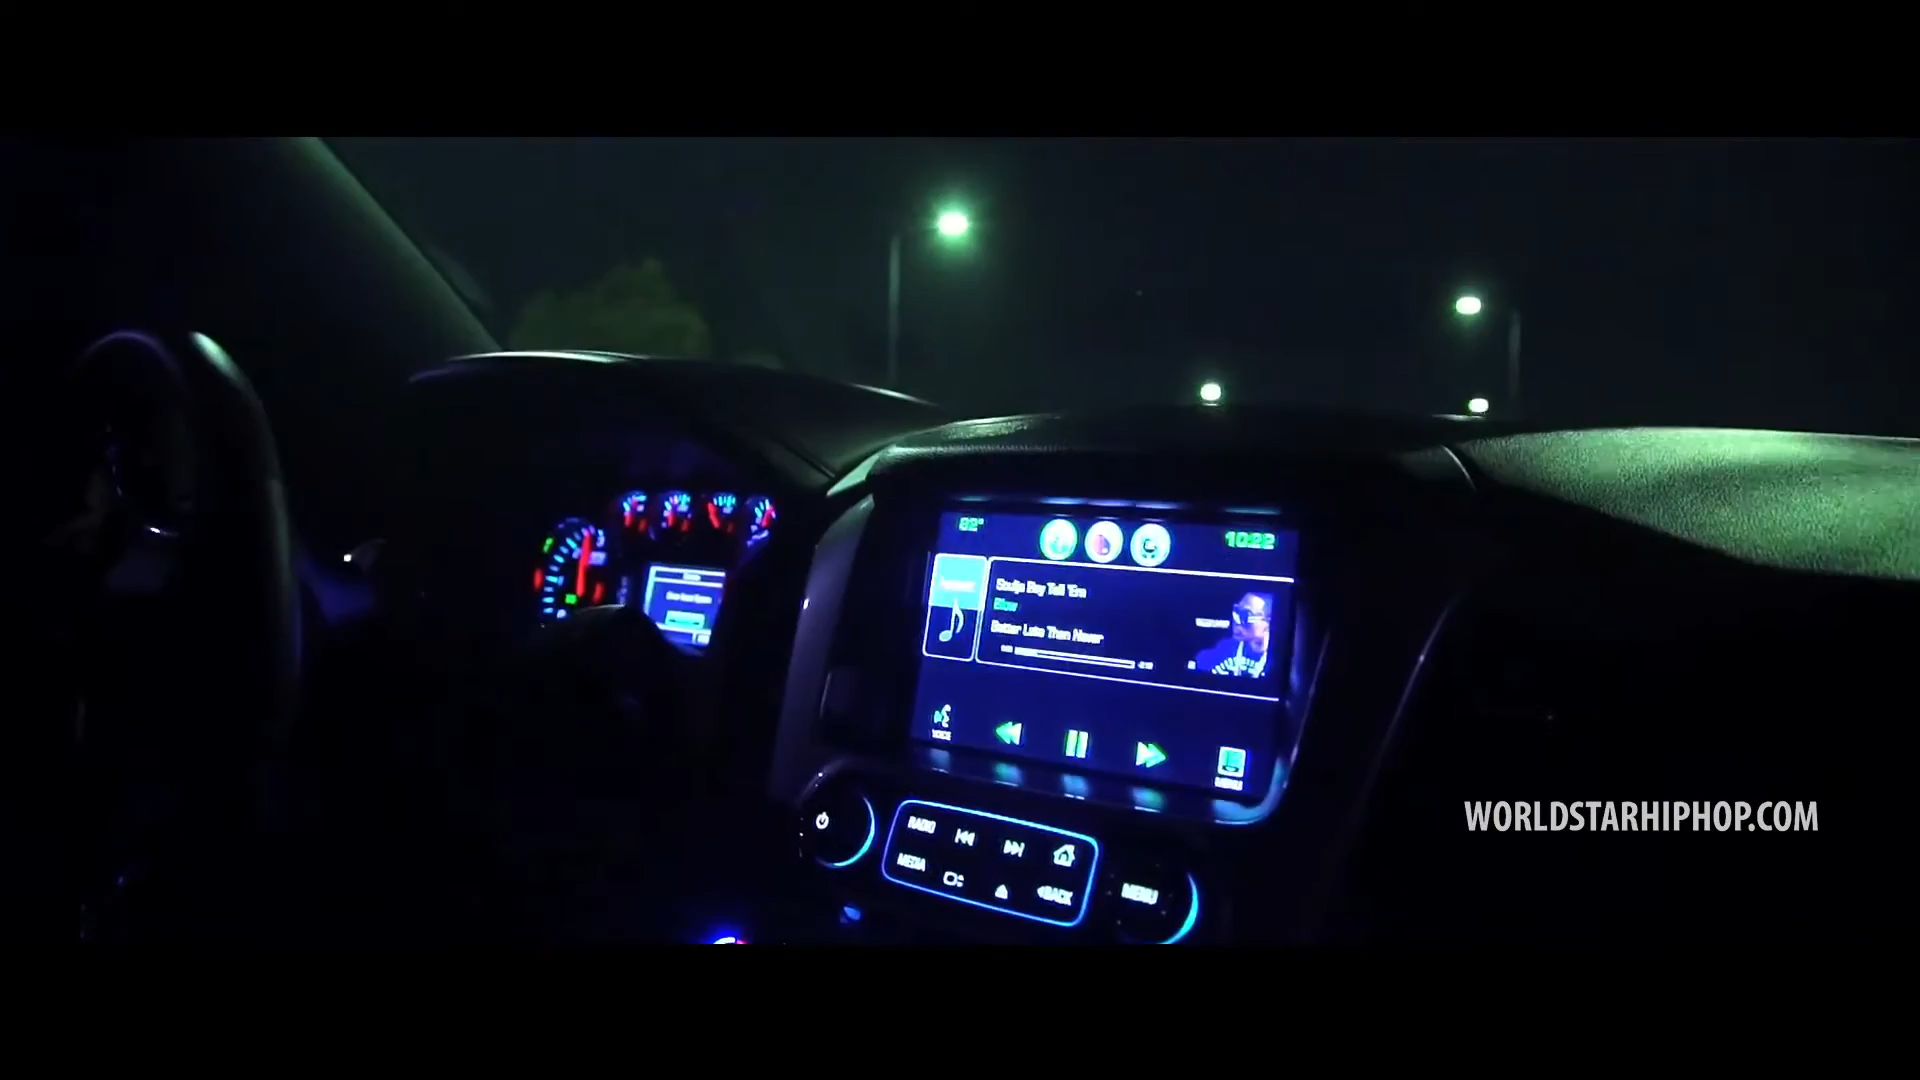 82°
10:22
Soulja Boy Tell 'Em
Blow
Better Late Than Never
VOICE
MENU
RADIO
MEDIA
BACK
MENU
WORLDSTARHIPHOP.COM